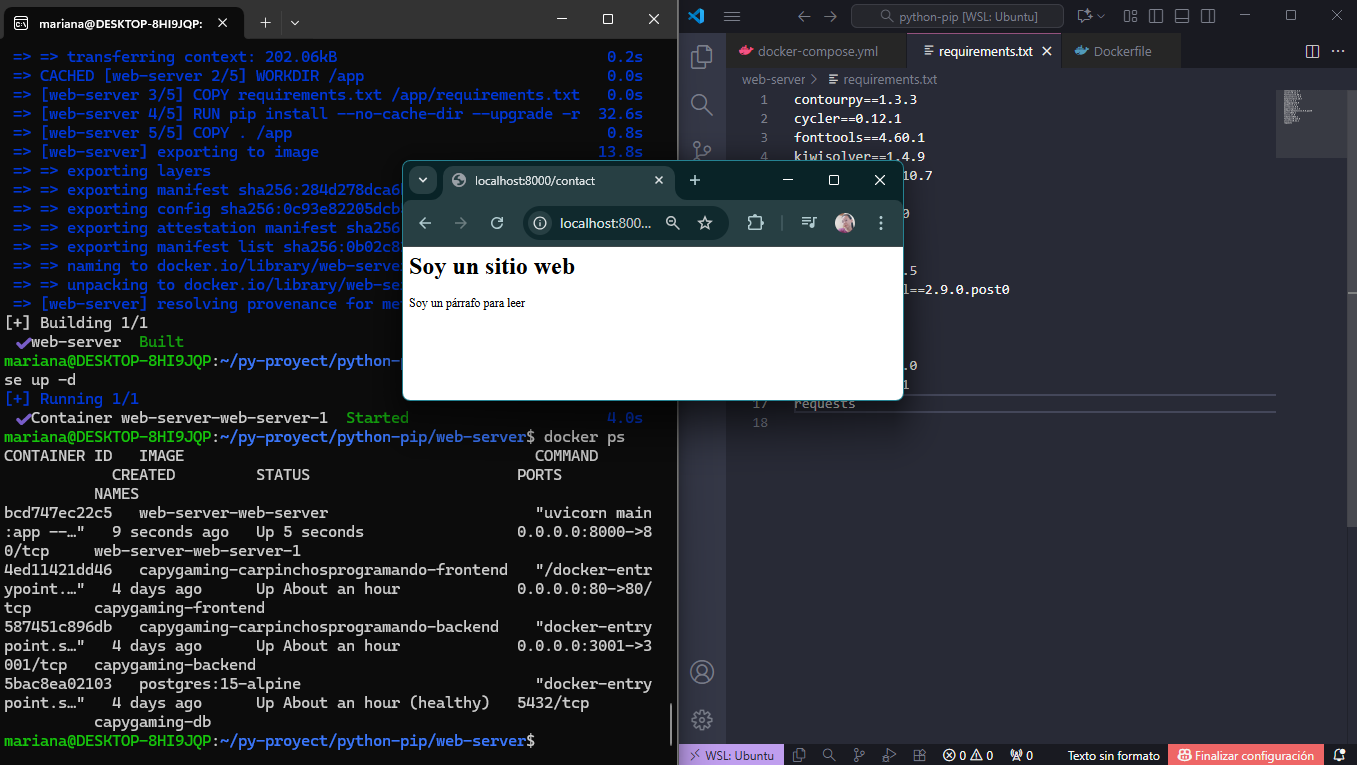 mariana@DESKTOP-8HI9JQP:
=> => transferring context: 202.06kB 0.2s
=> CACHED [web-server 2/5] WORKDIR /app 0.0s
=> [web-server 3/5] COPY requirements.txt /app/requirements.txt 0.0s
=> [web-server 4/5] RUN pip install --no-cache-dir --upgrade -r 32.6s
=> [web-server 5/5] COPY . /app 0.8s
=> [web-server] exporting to image 13.8s
=> => exporting layers
=> => exporting manifest sha256:284d278dca6
=> => exporting config sha256:0c93e82205dcb
=> => exporting attestation manifest sha256
=> => exporting manifest list sha256:0b02c8
=> => naming to docker.io/library/web-serve
=> => unpacking to docker.io/library/web-se
=> [web-server] resolving provenance for me
[+] Building 1/1
✔web-server Built
mariana@DESKTOP-8HI9JQP:~/py-proyect/python-p
se up -d
[+] Running 1/1
✔Container web-server-web-server-1 Started 4.0s
mariana@DESKTOP-8HI9JQP:~/py-proyect/python-pip/web-server$ docker ps
CONTAINER ID IMAGE COMMAND
CREATED STATUS PORTS
NAMES
bcd747ec22c5 web-server-web-server "uvicorn main
:app --…" 9 seconds ago Up 5 seconds 0.0.0.0:8000->8
0/tcp web-server-web-server-1
4ed11421dd46 capygaming-carpinchosprogramando-frontend "/docker-entr
ypoint.…" 4 days ago Up About an hour 0.0.0.0:80->80/
tcp capygaming-frontend
587451c896db capygaming-carpinchosprogramando-backend "docker-entry
point.s…" 4 days ago Up About an hour 0.0.0.0:3001->3
001/tcp capygaming-backend
5bac8ea02103 postgres:15-alpine "docker-entry
point.s…" 4 days ago Up About an hour (healthy) 5432/tcp
capygaming-db
mariana@DESKTOP-8HI9JQP:~/py-proyect/python-pip/web-server$
localhost:8000/contact
localhost:800...
Soy un sitio web
Soy un párrafo para leer
python-pip [WSL: Ubuntu]
docker-compose.yml requirements.txt Dockerfile
web-server > requirements.txt
1 contourpy==1.3.3
2 cycler==0.12.1
3 fonttools==4.60.1
4 kiwisolver==1.4.9
10.7
0
.5
l==2.9.0.post0
.0
1
17 requests
18
WSL: Ubuntu 0 0 0 Texto sin formato Finalizar configuración